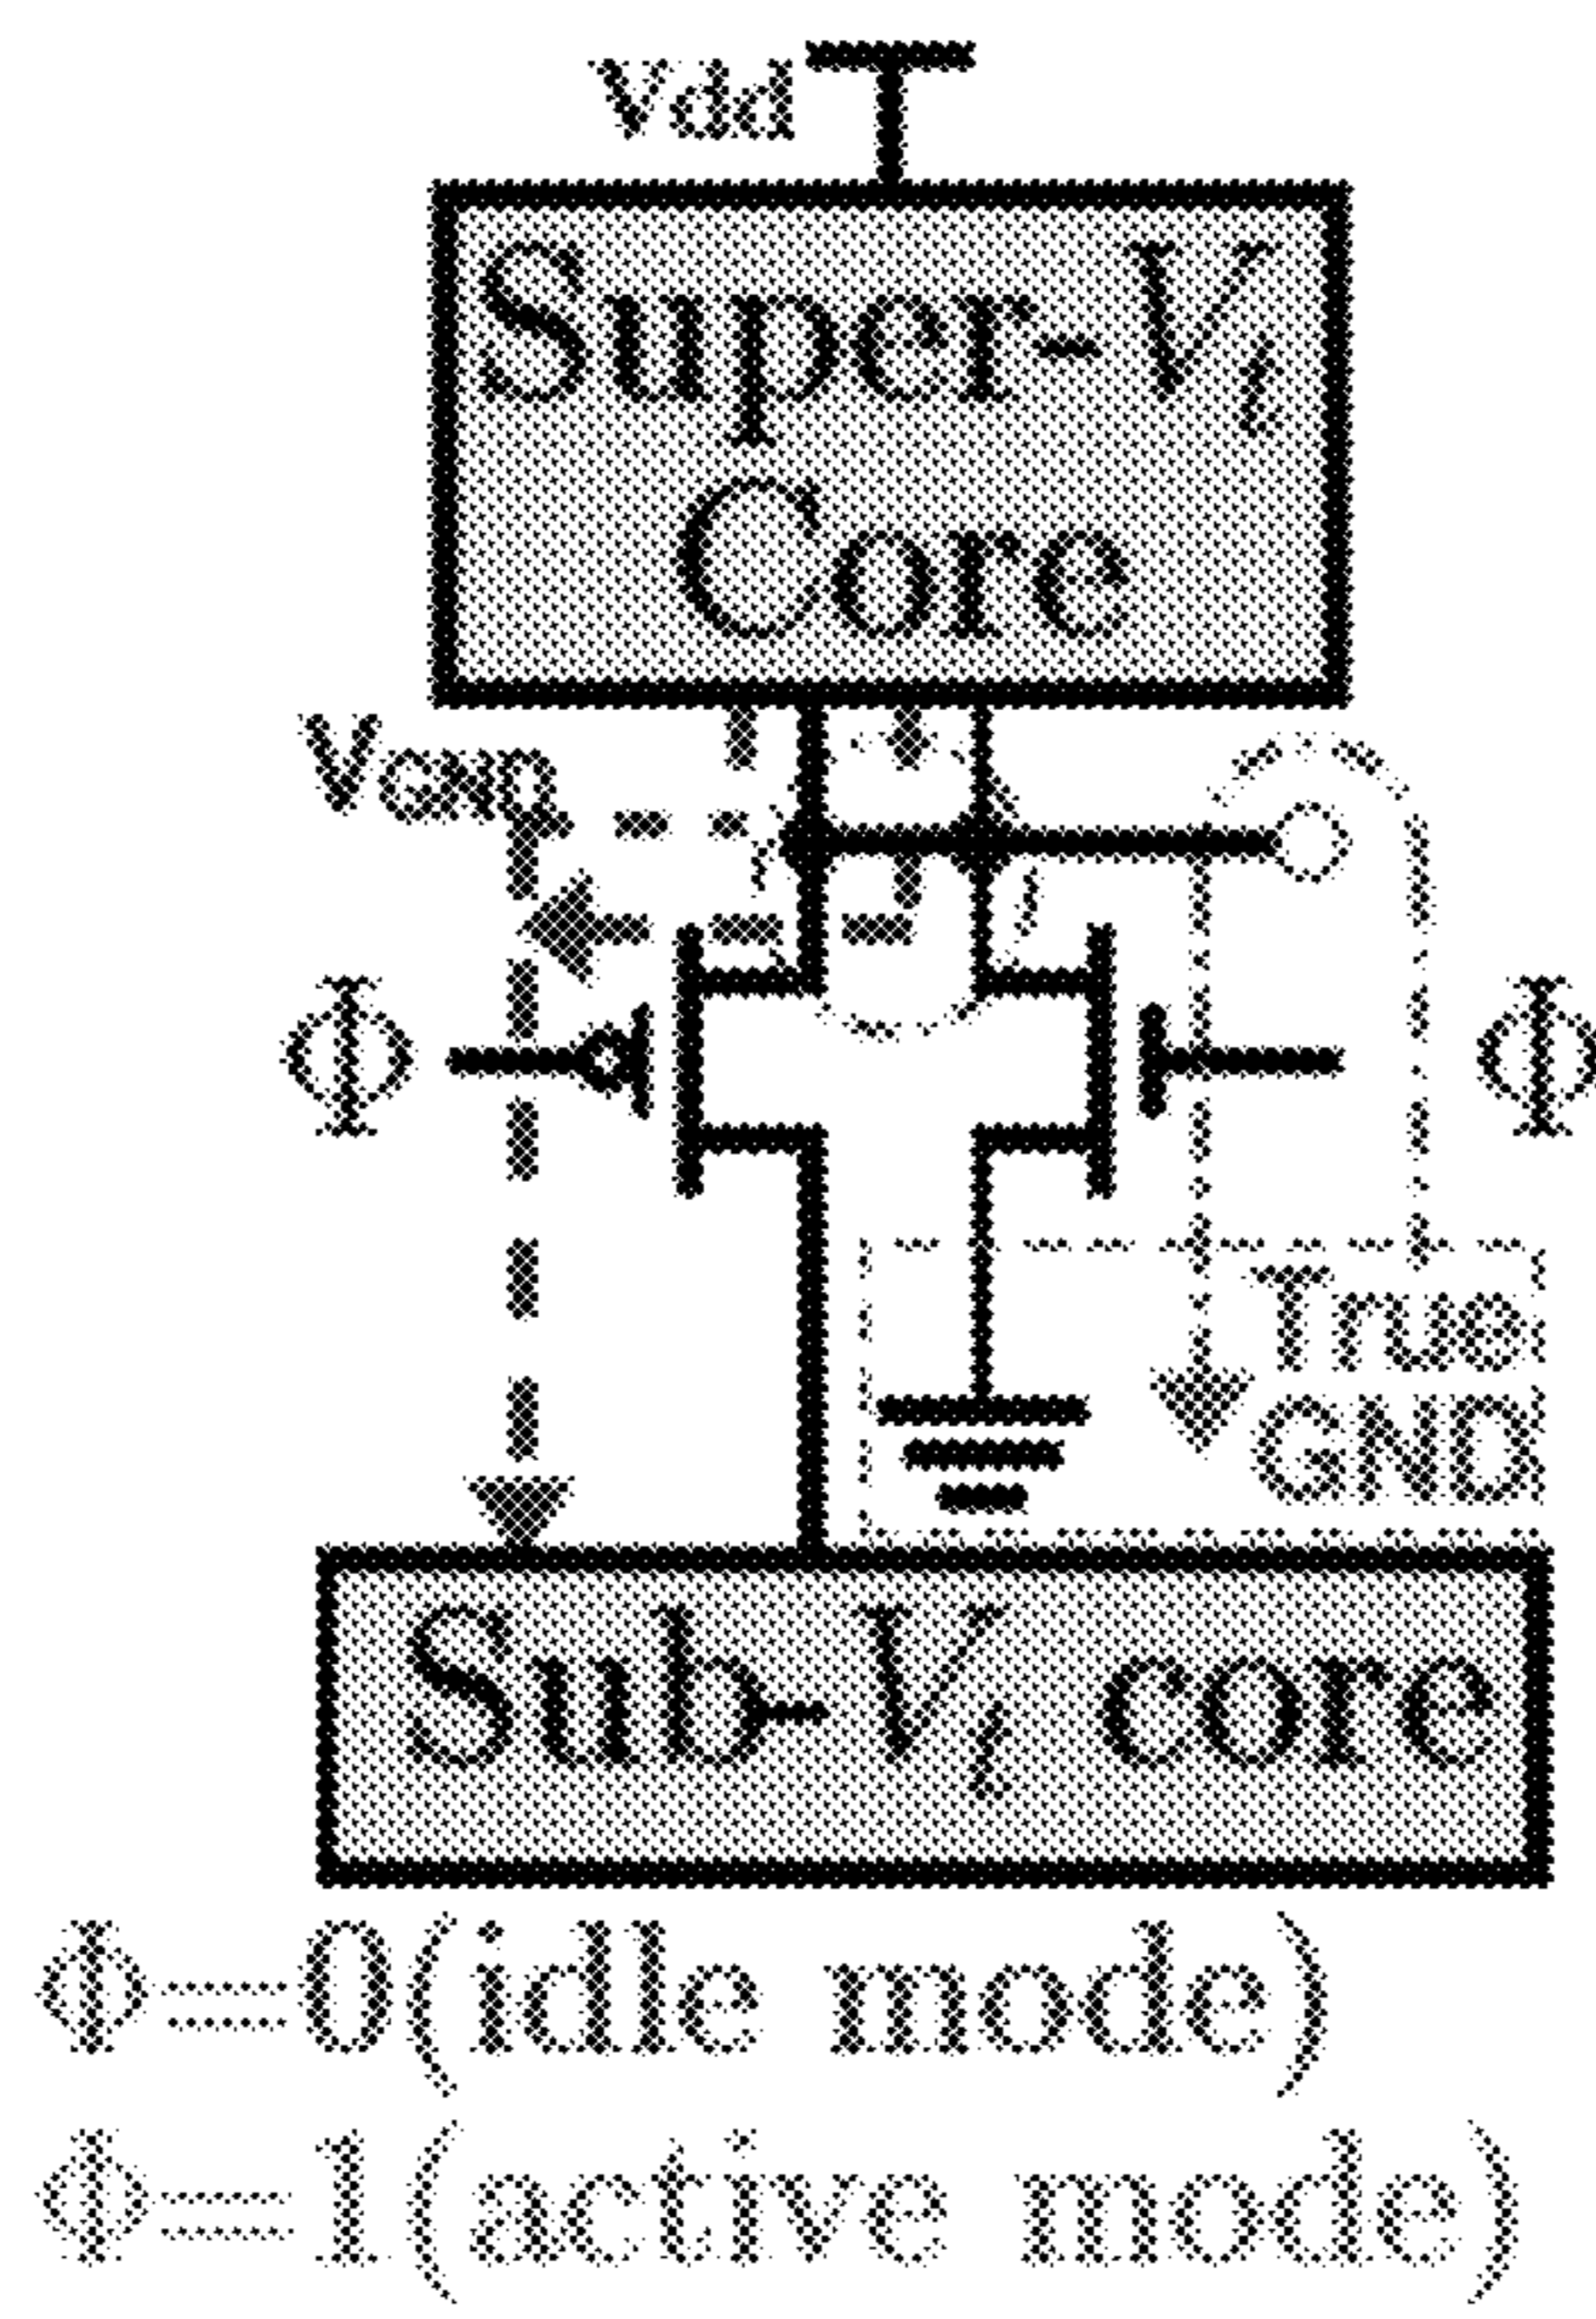 Vdd
Super-Vt
Core
VGND
Φ Φ
True
GND
Sub-Vt core
Φ=0(idle mode)
Φ=1(active mode)